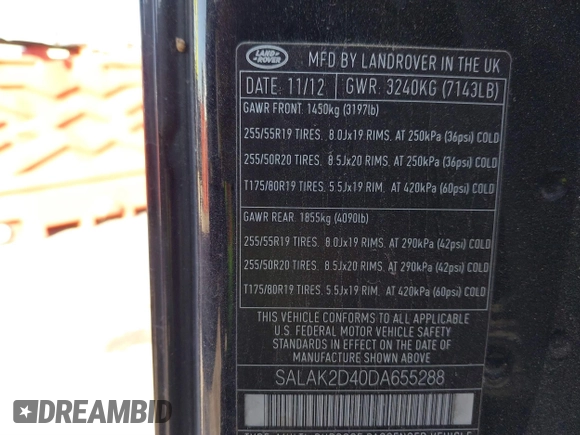 LAND
ROVER
MFD BY LANDROVER IN THE UK
DATE: 11/12 GWR: 3240KG (7143LB)
GAWR FRONT: 1450kg (3197lb)
255/55R19 TIRES. 8.0Jx19 RIMS. AT 250kPa (36psi) COLD
255/50R20 TIRES. 8.5Jx20 RIMS. AT 250kPa (36psi) COLD
T175/80R19 TIRES. 5.5Jx19 RIM. AT 420kPa (60psi) COLD
GAWR REAR: 1855kg (4090lb)
255/55R19 TIRES. 8.0Jx19 RIMS. AT 290kPa (42psi) COLD
255/50R20 TIRES. 8.5Jx20 RIMS. AT 290kPa (42psi) COLD
T175/80R19 TIRES. 5.5Jx19 RIM. AT 420kPa (60psi) COLD
THIS VEHICLE CONFORMS TO ALL APPLICABLE
U.S. FEDERAL MOTOR VEHICLE SAFETY
STANDARDS IN EFFECT ON THE DATE OF
MANUFACTURE SHOWN ABOVE
SALAK2D40DA655288
DREAMBID